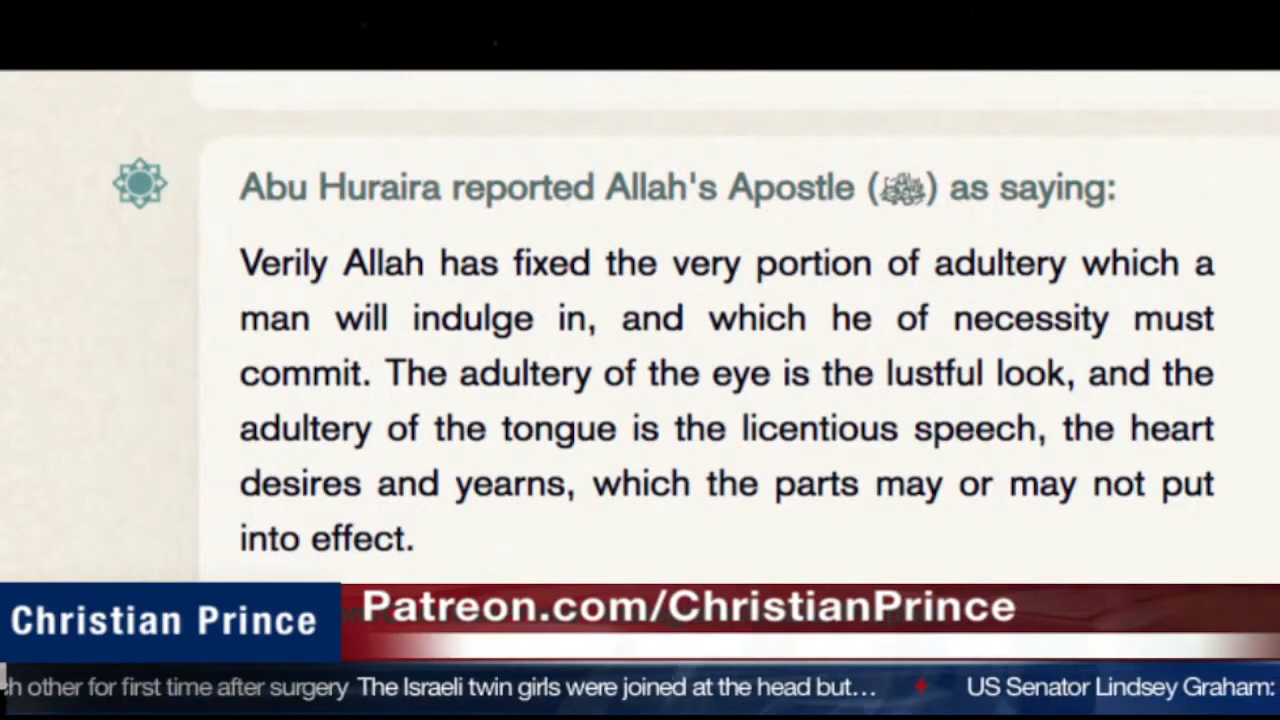 Abu Huraira reported Allah's Apostle (ﷺ) as saying:
Verily Allah has fixed the very portion of adultery which a
man will indulge in, and which he of necessity must
commit. The adultery of the eye is the lustful look, and the
adultery of the tongue is the licentious speech, the heart
desires and yearns, which the parts may or may not put
into effect.
Christian Prince
Patreon.com/ChristianPrince
h other for first time after surgery The Israeli twin girls were joined at the head but... US Senator Lindsey Graham: